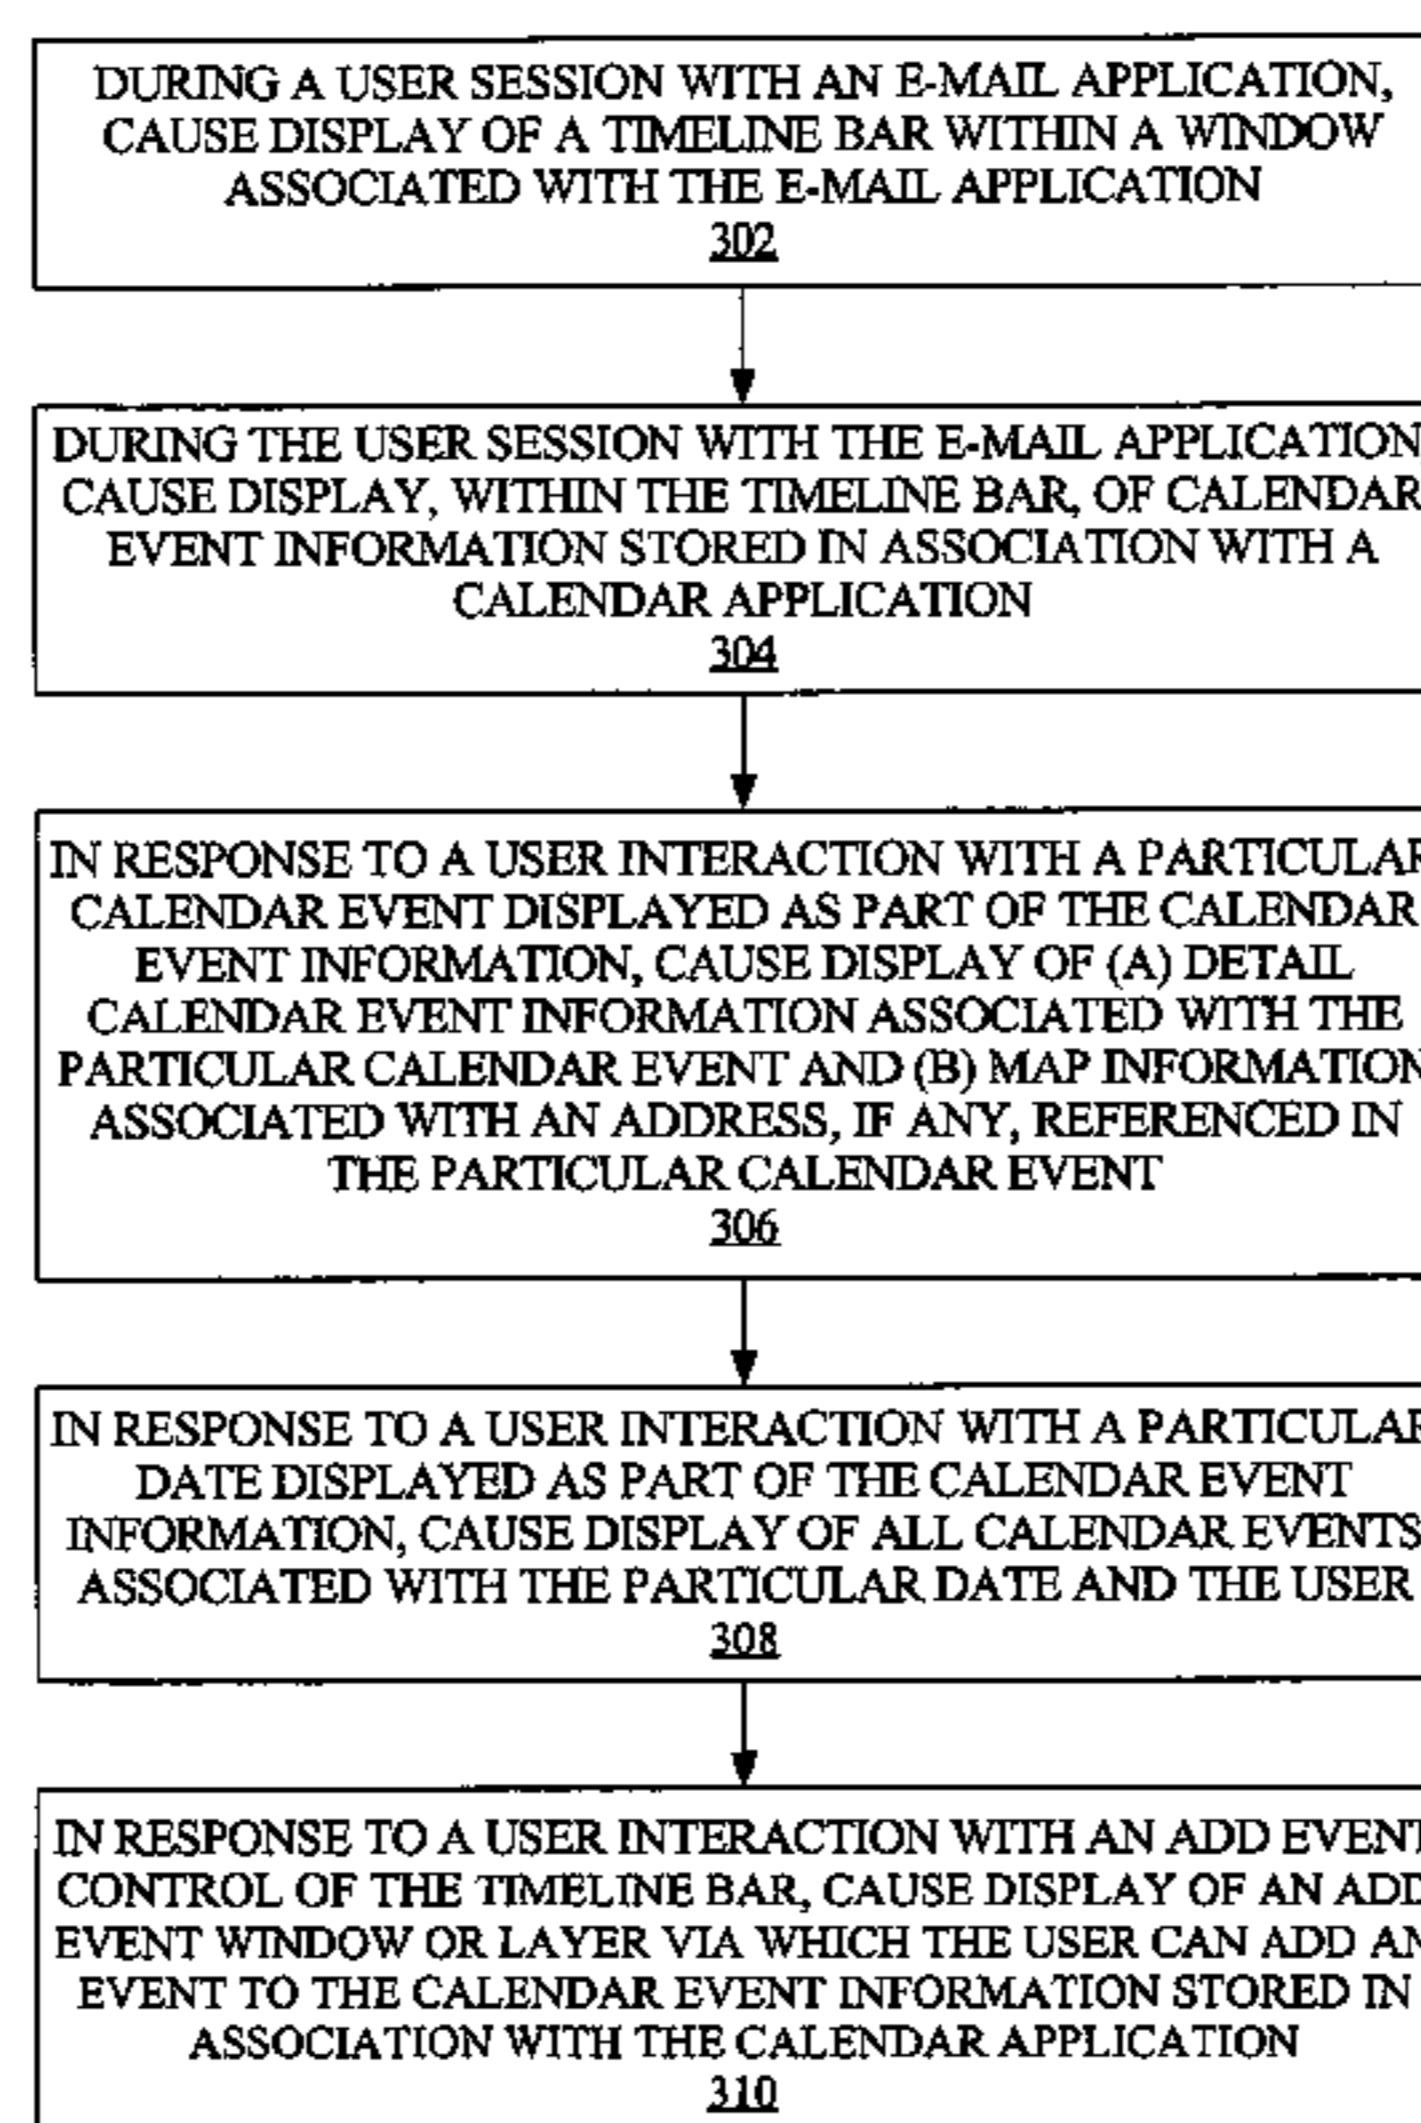 DURING A USER SESSION WITH AN E-MAIL APPLICATION,
CAUSE DISPLAY OF A TIMELINE BAR WITHIN A WINDOW
ASSOCIATED WITH THE E-MAIL APPLICATION
302
DURING THE USER SESSION WITH THE E-MAIL APPLICATION
CAUSE DISPLAY, WITHIN THE TIMELINE BAR, OF CALENDAR
EVENT INFORMATION STORED IN ASSOCIATION WITH A
CALENDAR APPLICATION
304
IN RESPONSE TO A USER INTERACTION WITH A PARTICULAR
CALENDAR EVENT DISPLAYED AS PART OF THE CALENDAR
EVENT INFORMATION, CAUSE DISPLAY OF (A) DETAIL
CALENDAR EVENT INFORMATION ASSOCIATED WITH THE
PARTICULAR CALENDAR EVENT AND (B) MAP INFORMATION
ASSOCIATED WITH AN ADDRESS, IF ANY, REFERENCED IN
THE PARTICULAR CALENDAR EVENT
306
IN RESPONSE TO A USER INTERACTION WITH A PARTICULAR
DATE DISPLAYED AS PART OF THE CALENDAR EVENT
INFORMATION, CAUSE DISPLAY OF ALL CALENDAR EVENTS
ASSOCIATED WITH THE PARTICULAR DATE AND THE USER
308
IN RESPONSE TO A USER INTERACTION WITH AN ADD EVENT
CONTROL OF THE TIMELINE BAR, CAUSE DISPLAY OF AN ADD
EVENT WINDOW OR LAYER VIA WHICH THE USER CAN ADD AN
EVENT TO THE CALENDAR EVENT INFORMATION STORED IN
ASSOCIATION WITH THE CALENDAR APPLICATION
310